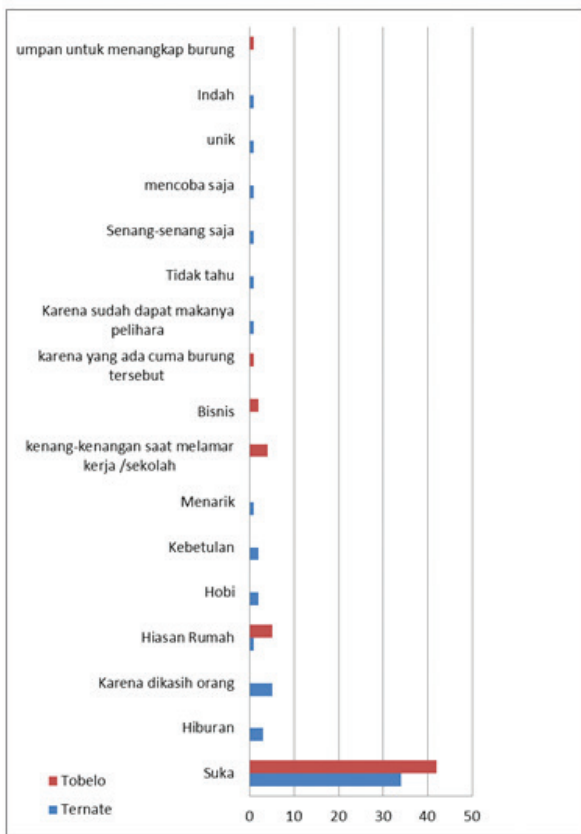 umpan untuk menangkap burung
Indah
unik
mencoba saja
Senang-senang saja
Tidak tahu
Karena sudah dapat makanya
pelihara
karena yang ada cuma burung
tersebut
Bisnis
kenang-kenangan saat melamar
kerja /sekolah
Menarik
Kebetulan
Hobi
Hiasan Rumah
Karena dikasih orang
Hiburan
Suka
Tobelo
Ternate
0 10 20 30 40 50